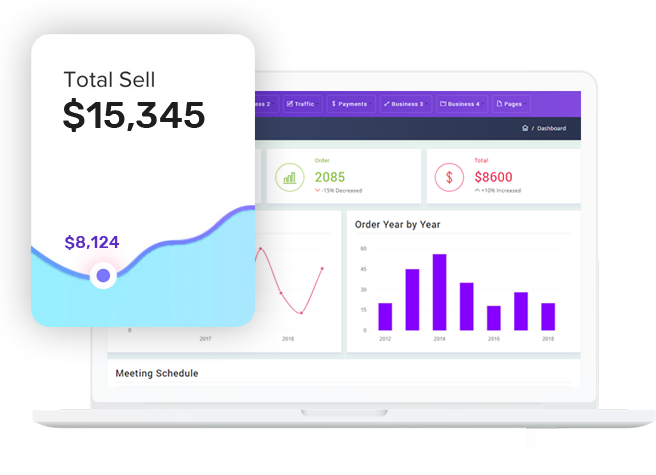 Total Sell
$15,345
$8,124
ess 2
Traffic
$ Payments
Business 3
Business 4
Pages
/ Dashboard
Order
2085
-15% Decreased
$
Total
$8600
+10% Increased
0
2017
2018
Order Year by Year
60
45
30
15
0
2012
2014
2016
2018
Meeting Schedule